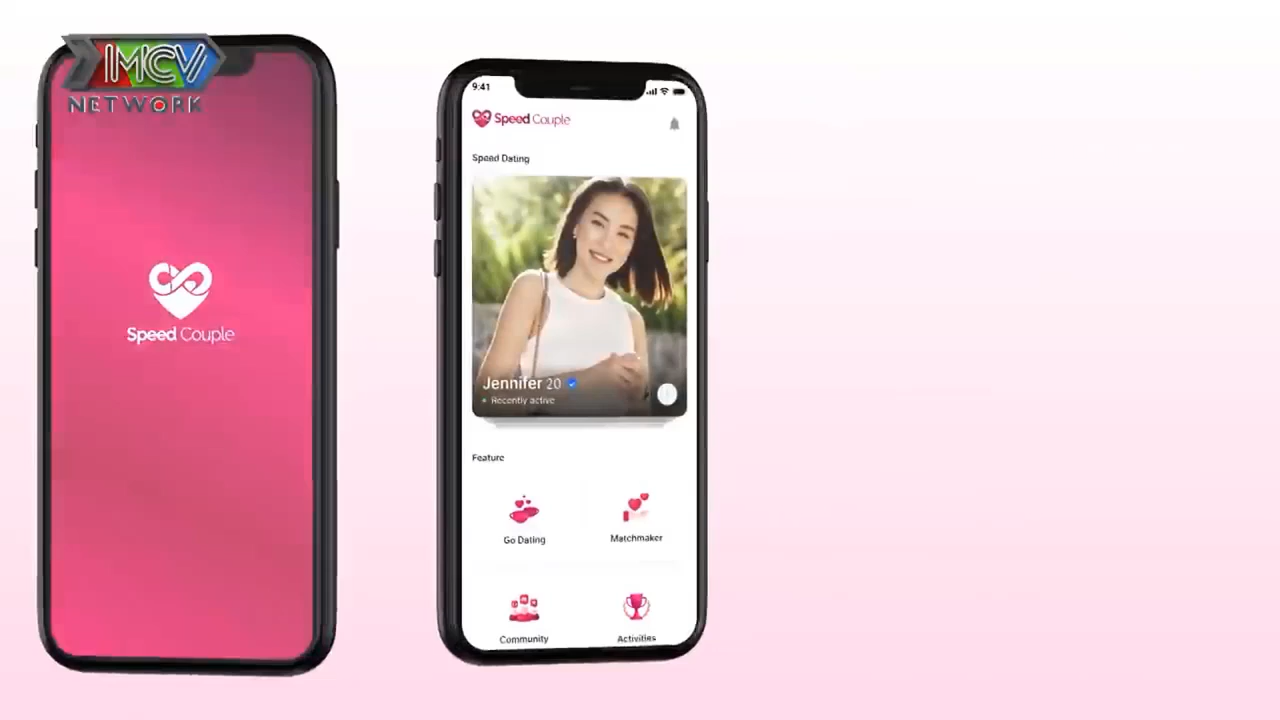 MCV
NETWORK
Speed Couple
9:41
Speed Couple
Speed Dating
Jennifer 20
Recently active
Feature
Go Dating
Matchmaker
Community
Activities